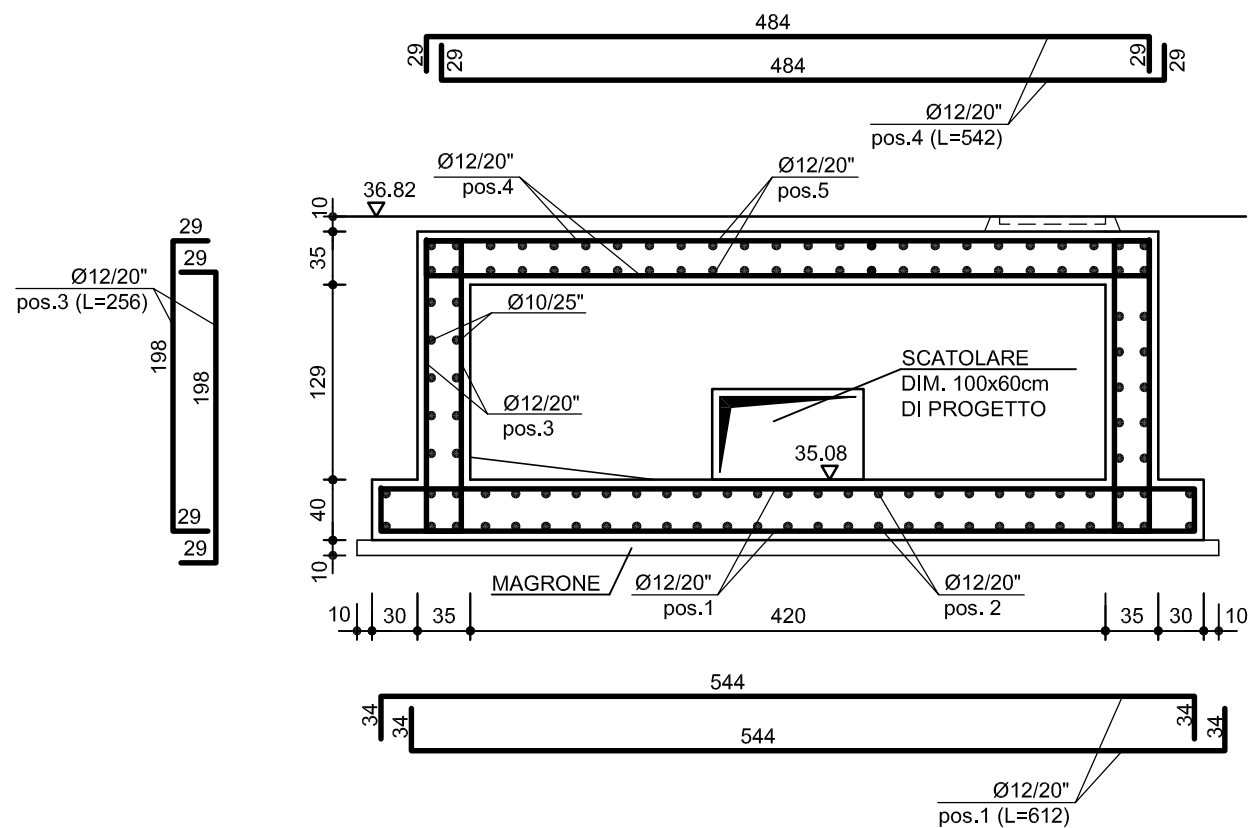 484
29
29
484
29
29
Ø12/20"
pos.4 (L=542)
Ø12/20"
pos.4
Ø12/20"
pos.5
36.82
10
35
129
40
10
29
29
Ø12/20"
pos.3 (L=256)
198
198
29
29
Ø10/25"
Ø12/20"
pos.3
SCATOLARE
DIM. 100x60cm
DI PROGETTO
35.08
MAGRONE
Ø12/20"
pos.1
Ø12/20"
pos. 2
10
30
35
420
35
30
10
544
34
34
544
34
34
Ø12/20"
pos.1 (L=612)